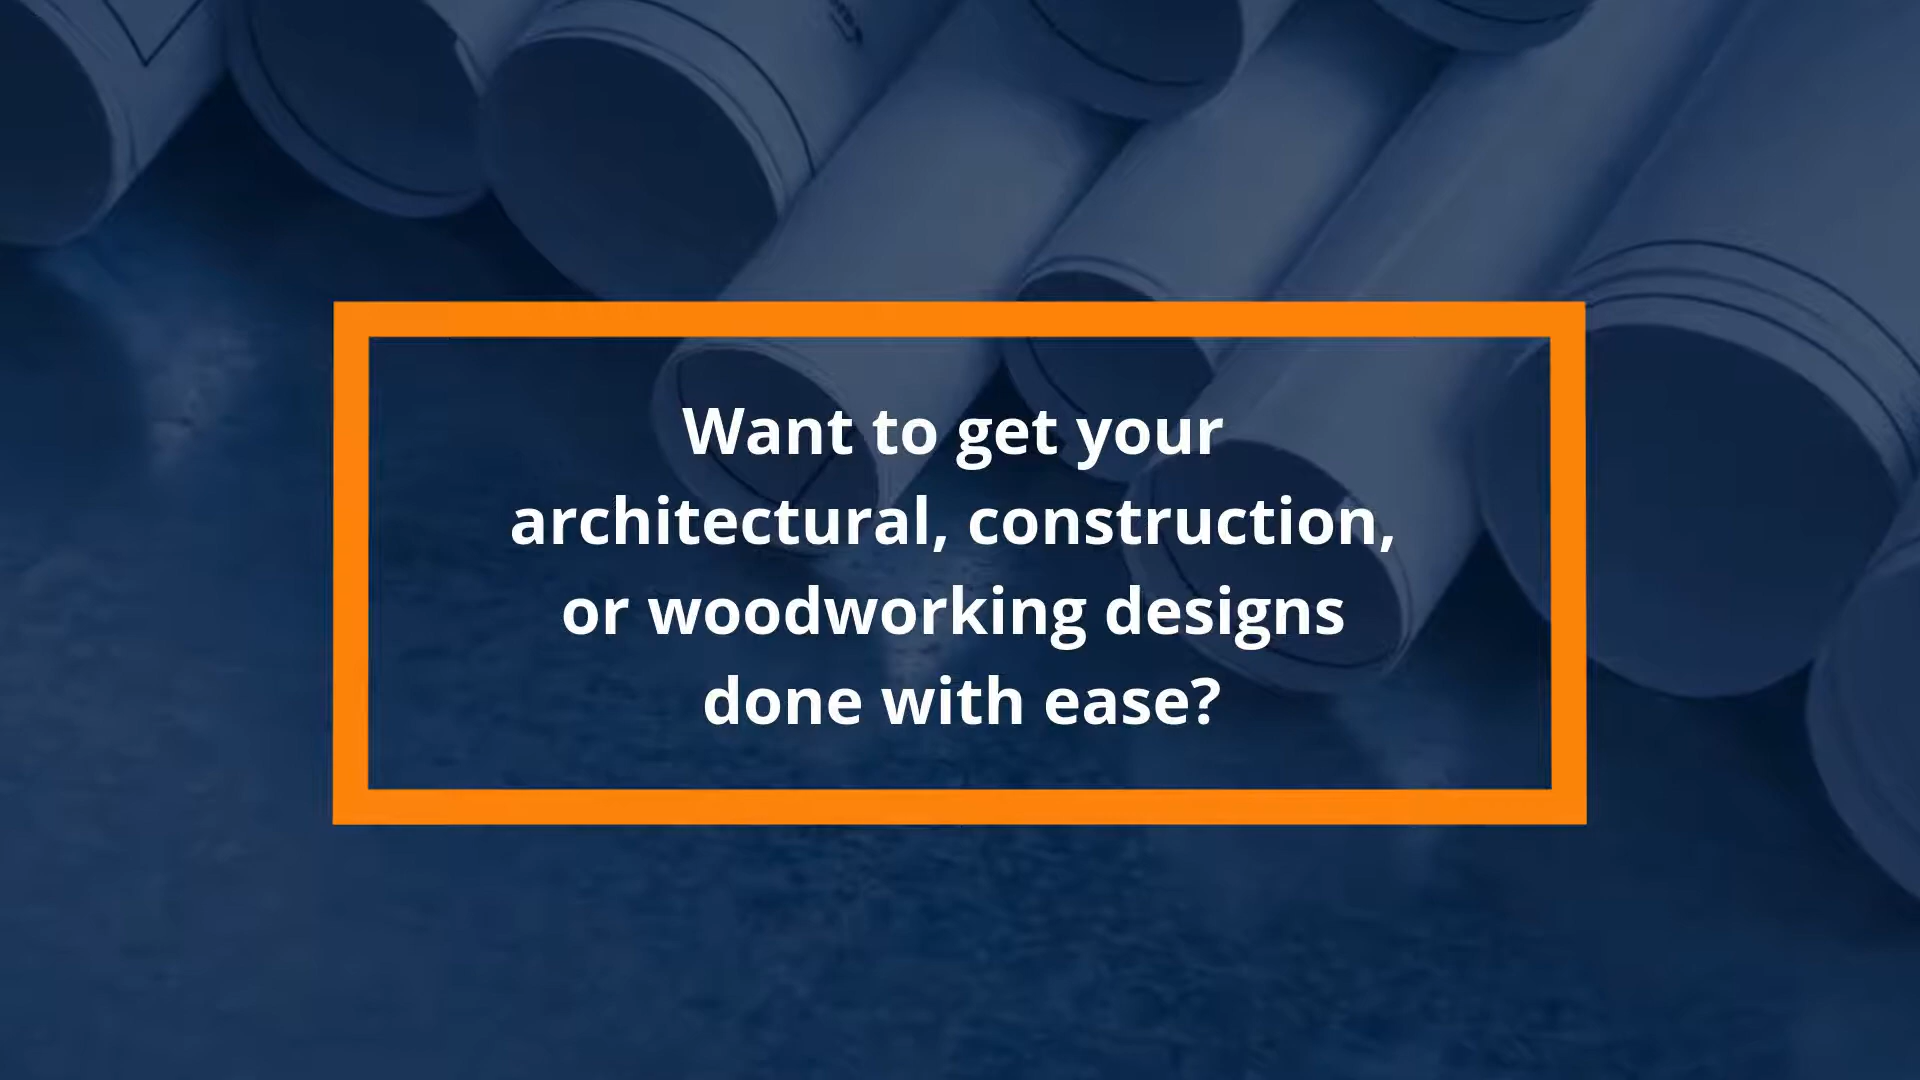 Want to get your
architectural, construction,
or woodworking designs
done with ease?